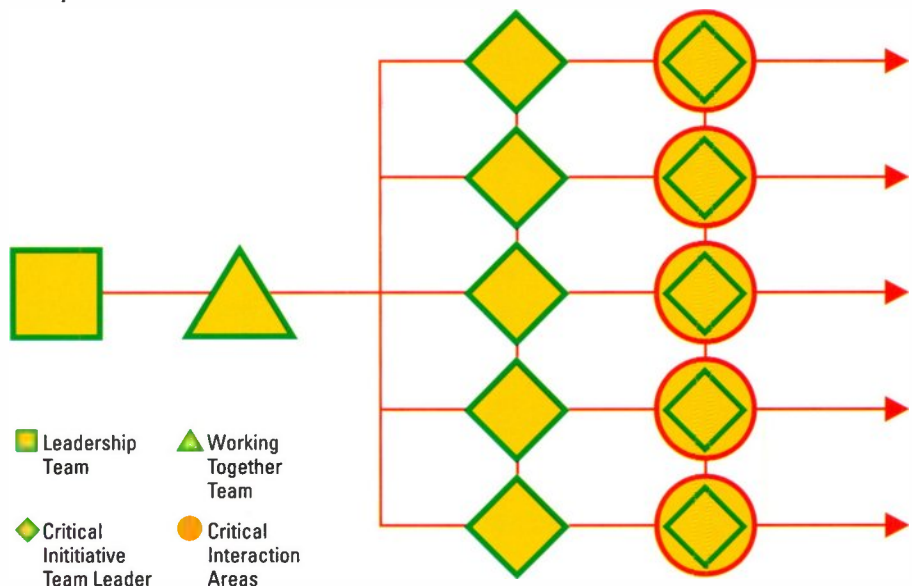 Leadership
Team
Working
Together
Team
Critical
Inititiative
Team Leader
Critical
Interaction
Areas